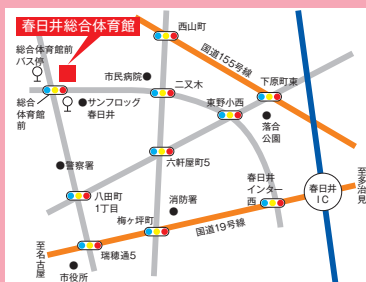 春日井総合体育館
西山町
国道155号線
総合体育館前
バス停
市民病院
二又木
下原町東
総合
体育館
前
サンフロッグ
春日井
東野小西
落合
公園
六軒屋町5
警察署
八田町
1丁目
消防署
春日井
インター
西
春日井
IC
至多治見
梅ヶ坪町
国道19号線
至名古屋
瑞穂通5
市役所